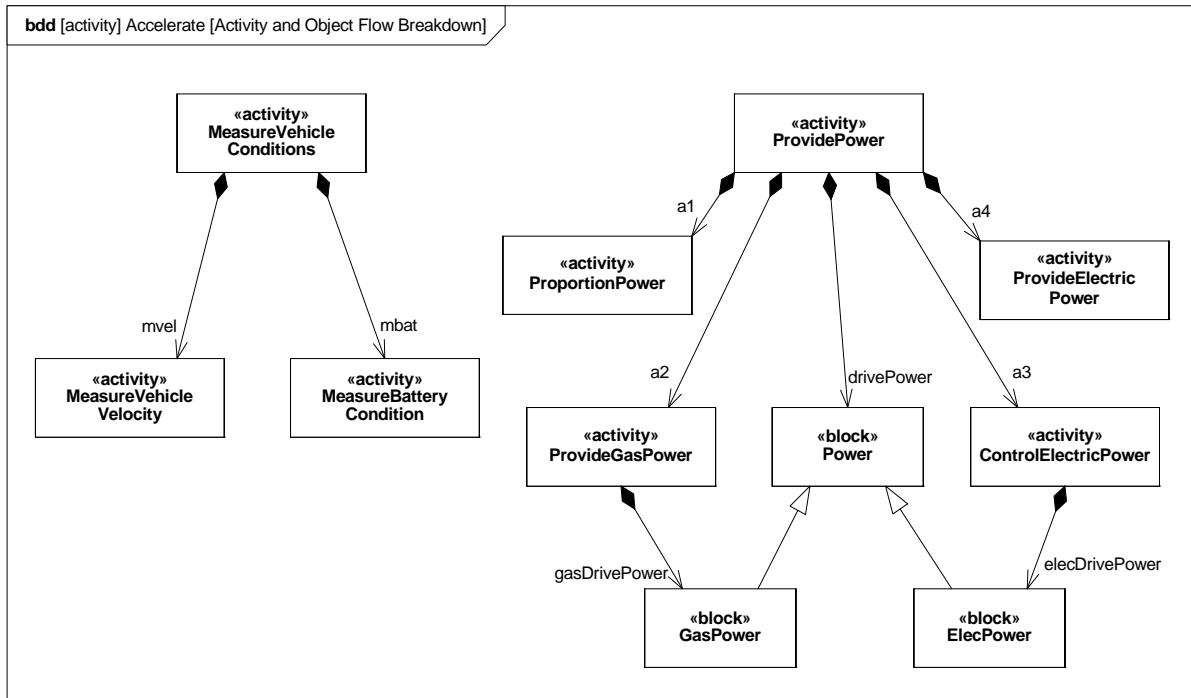 bdd [activity] Accelerate [Activity and Object Flow Breakdown]
«activity»
MeasureVehicle
Conditions
«activity»
ProvidePower
a1
a4
«activity»
ProportionPower
«activity»
ProvideElectric
Power
mvel
mbat
a2
drivePower
a3
«activity»
MeasureVehicle
Velocity
«activity»
MeasureBattery
Condition
«activity»
ProvideGasPower
«block»
Power
«activity»
ControlElectricPower
gasDrivePower
elecDrivePower
«block»
GasPower
«block»
ElecPower